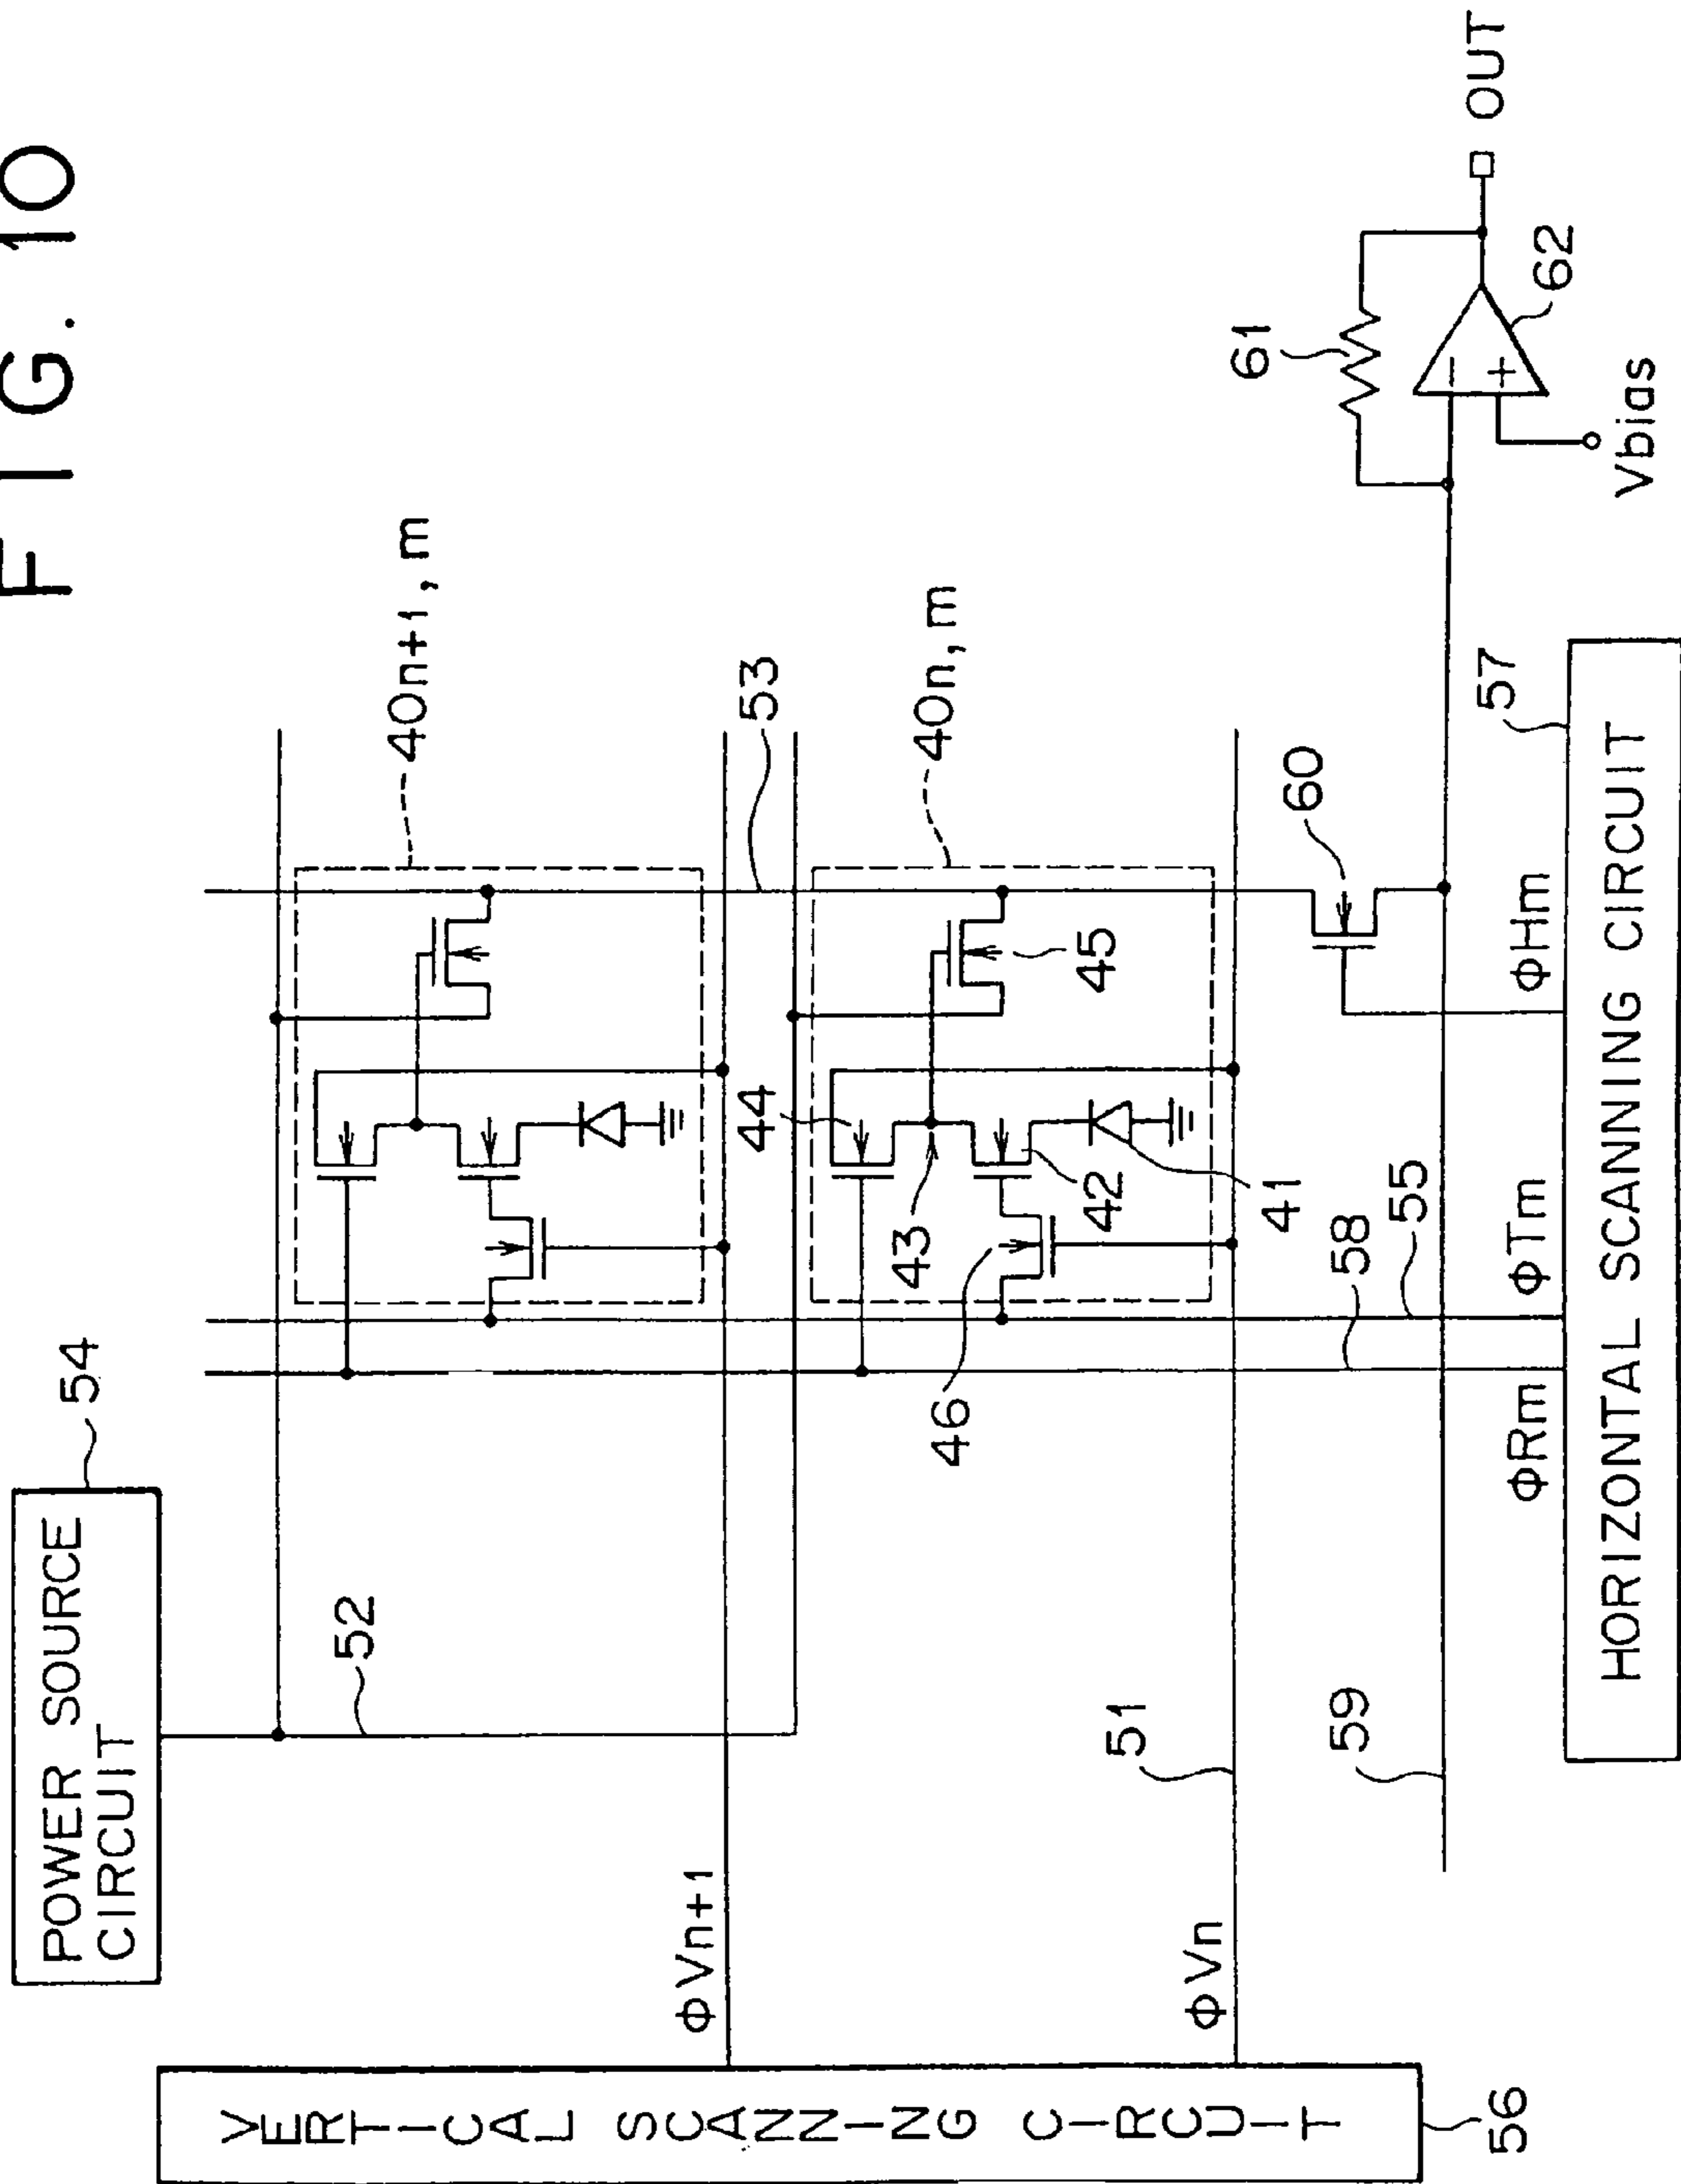 FIG. 10
POWER SOURCE
CIRCUIT
54
52
40n+1, m
53
44
43
40n, m
45
46
42
41
58
55
60
61
62
OUT
Vbias
VERTICAL SCANNING CIRCUIT
56
ΦVn+1
ΦVn
51
59
ΦRm
ΦTm
ΦHm
57
HORIZONTAL SCANNING CIRCUIT
−
+